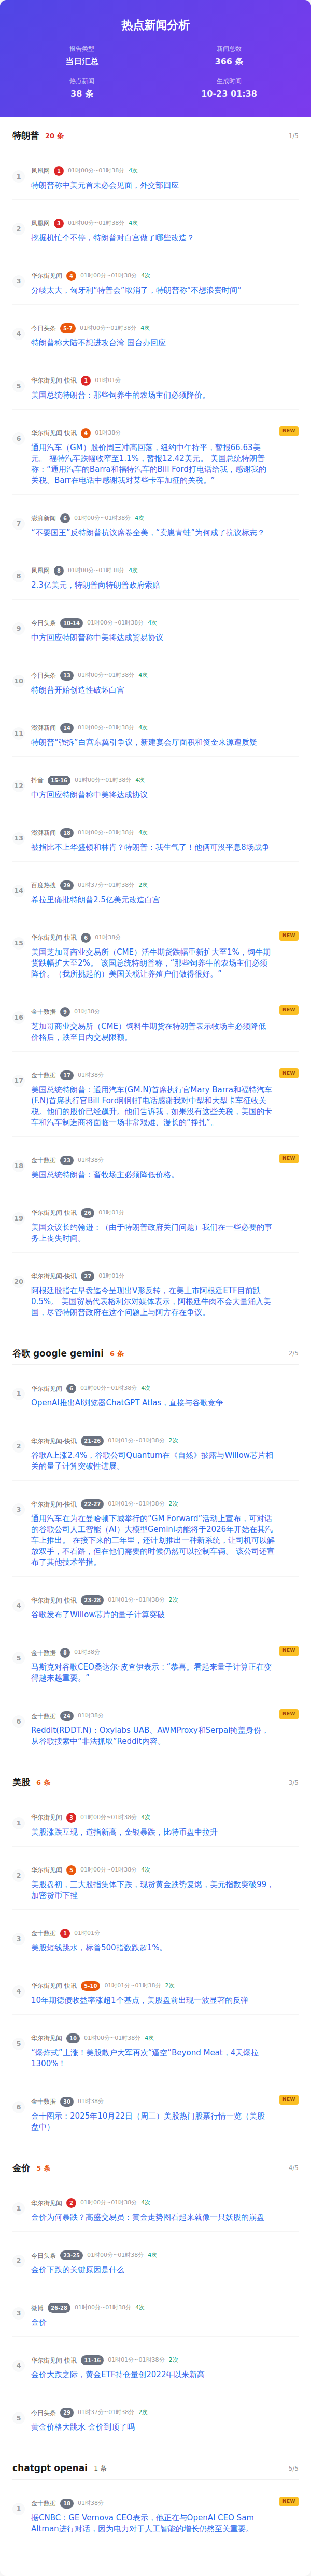 热点新闻分析
报告类型
当日汇总
新闻总数
366 条
热点新闻
38 条
生成时间
10-23 01:38
特朗普 20 条 1/5
1
凤凰网 1 01时00分~01时38分 4次
特朗普称中美元首未必会见面，外交部回应
2
凤凰网 3 01时00分~01时38分 4次
挖掘机忙个不停，特朗普对白宫做了哪些改造？
3
华尔街见闻 4 01时00分~01时38分 4次
分歧太大，匈牙利“特普会”取消了，特朗普称“不想浪费时间”
4
今日头条 5-7 01时00分~01时38分 4次
特朗普称大陆不想进攻台湾 国台办回应
5
华尔街见闻-快讯 1 01时01分
美国总统特朗普：那些饲养牛的农场主们必须降价。
6
华尔街见闻-快讯 4 01时38分 NEW
通用汽车（GM）股价周三冲高回落，纽约中午持平，暂报66.63美
元。 福特汽车跌幅收窄至1.1%，暂报12.42美元。 美国总统特朗
普称：“通用汽车的Barra和福特汽车的Bill Ford打电话给我，感谢我的
关税。Barr在电话中感谢我对某些卡车加征的关税。”
7
澎湃新闻 6 01时00分~01时38分 4次
“不要国王”反特朗普抗议席卷全美，“卖崽青蛙”为何成了抗议标志？
8
凤凰网 8 01时00分~01时38分 4次
2.3亿美元，特朗普向特朗普政府索赔
9
今日头条 10-14 01时00分~01时38分 4次
中方回应特朗普称中美将达成贸易协议
10
今日头条 13 01时00分~01时38分 4次
特朗普开始创造性破坏白宫
11
澎湃新闻 14 01时00分~01时38分 4次
特朗普“强拆”白宫东翼引争议，新建宴会厅面积和资金来源遭质疑
12
抖音 15-16 01时00分~01时38分 4次
中方回应特朗普称中美将达成协议
13
澎湃新闻 18 01时00分~01时38分 4次
被指比不上华盛顿和林肯？特朗普：我生气了！他俩可没平息8场战争
14
百度热搜 29 01时37分~01时38分 2次
希拉里痛批特朗普2.5亿美元改造白宫
15
华尔街见闻-快讯 6 01时38分 NEW
美国芝加哥商业交易所（CME）活牛期货跌幅重新扩大至1%，饲牛期
货跌幅扩大至2%。 该国总统特朗普称，“那些饲养牛的农场主们必须
降价。（我所挑起的）美国关税让养殖户们做得很好。”
16
金十数据 9 01时38分 NEW
芝加哥商业交易所（CME）饲料牛期货在特朗普表示牧场主必须降低
价格后，跌至日内交易限额。
17
金十数据 17 01时38分 NEW
美国总统特朗普：通用汽车(GM.N)首席执行官Mary Barra和福特汽车
(F.N)首席执行官Bill Ford刚刚打电话感谢我对中型和大型卡车征收关
税。他们的股价已经飙升。他们告诉我，如果没有这些关税，美国的卡
车和汽车制造商将面临一场非常艰难、漫长的“挣扎”。
18
金十数据 23 01时38分 NEW
美国总统特朗普：畜牧场主必须降低价格。
19
华尔街见闻-快讯 26 01时01分
美国众议长约翰逊：（由于特朗普政府关门问题）我们在一些必要的事
务上丧失时间。
20
华尔街见闻-快讯 27 01时01分
阿根廷股指在早盘迄今呈现出V形反转，在美上市阿根廷ETF目前跌
0.5%。 美国贸易代表格利尔对媒体表示，阿根廷牛肉不会大量涌入美
国，尽管特朗普政府在这个问题上与阿方存在争议。
谷歌 google gemini 6 条 2/5
1
华尔街见闻 6 01时00分~01时38分 4次
OpenAI推出AI浏览器ChatGPT Atlas，直接与谷歌竞争
2
华尔街见闻-快讯 21-26 01时01分~01时38分 2次
谷歌A上涨2.4%，谷歌公司Quantum在《自然》披露与Willow芯片相
关的量子计算突破性进展。
3
华尔街见闻-快讯 22-27 01时01分~01时38分 2次
通用汽车在为在曼哈顿下城举行的“GM Forward”活动上宣布，可对话
的谷歌公司人工智能（AI）大模型Gemini功能将于2026年开始在其汽
车上推出。 在接下来的三年里，还计划推出一种新系统，让司机可以解
放双手，不看路，但在他们需要的时候仍然可以控制车辆。 该公司还宣
布了其他技术举措。
4
华尔街见闻-快讯 23-28 01时01分~01时38分 2次
谷歌发布了Willow芯片的量子计算突破
5
金十数据 8 01时38分 NEW
马斯克对谷歌CEO桑达尔·皮查伊表示：“恭喜。看起来量子计算正在变
得越来越重要。”
6
金十数据 24 01时38分 NEW
Reddit(RDDT.N)：Oxylabs UAB、AWMProxy和Serpai掩盖身份，
从谷歌搜索中“非法抓取”Reddit内容。
美股 6 条 3/5
1
华尔街见闻 3 01时00分~01时38分 4次
美股涨跌互现，道指新高，金银暴跌，比特币盘中拉升
2
华尔街见闻 5 01时00分~01时38分 4次
美股盘初，三大股指集体下跌，现货黄金跌势复燃，美元指数突破99，
加密货币下挫
3
金十数据 1 01时01分
美股短线跳水，标普500指数跌超1%。
4
华尔街见闻-快讯 5-10 01时01分~01时38分 2次
10年期德债收益率涨超1个基点，美股盘前出现一波显著的反弹
5
华尔街见闻 10 01时00分~01时38分 4次
“爆炸式”上涨！美股散户大军再次“逼空”Beyond Meat，4天爆拉
1300%！
6
金十数据 30 01时38分 NEW
金十图示：2025年10月22日（周三）美股热门股票行情一览（美股
盘中）
金价 5 条 4/5
1
华尔街见闻 2 01时00分~01时38分 4次
金价为何暴跌？高盛交易员：黄金走势图看起来就像一只妖股的崩盘
2
今日头条 23-25 01时00分~01时38分 4次
金价下跌的关键原因是什么
3
微博 26-28 01时00分~01时38分 4次
金价
4
华尔街见闻-快讯 11-16 01时01分~01时38分 2次
金价大跌之际，黄金ETF持仓量创2022年以来新高
5
今日头条 29 01时37分~01时38分 2次
黄金价格大跳水 金价到顶了吗
chatgpt openai 1 条 5/5
1
金十数据 18 01时38分 NEW
据CNBC：GE Vernova CEO表示，他正在与OpenAI CEO Sam
Altman进行对话，因为电力对于人工智能的增长仍然至关重要。